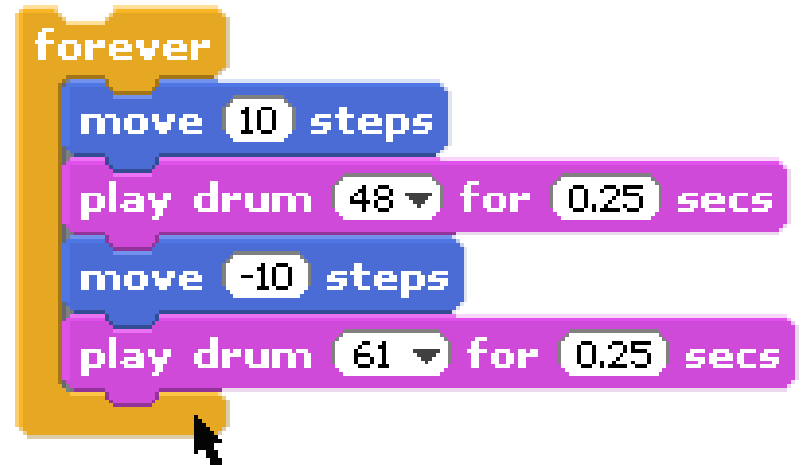 forever
move 10 steps
play drum 48 for 0.25 secs
move -10 steps
play drum 61 for 0.25 secs